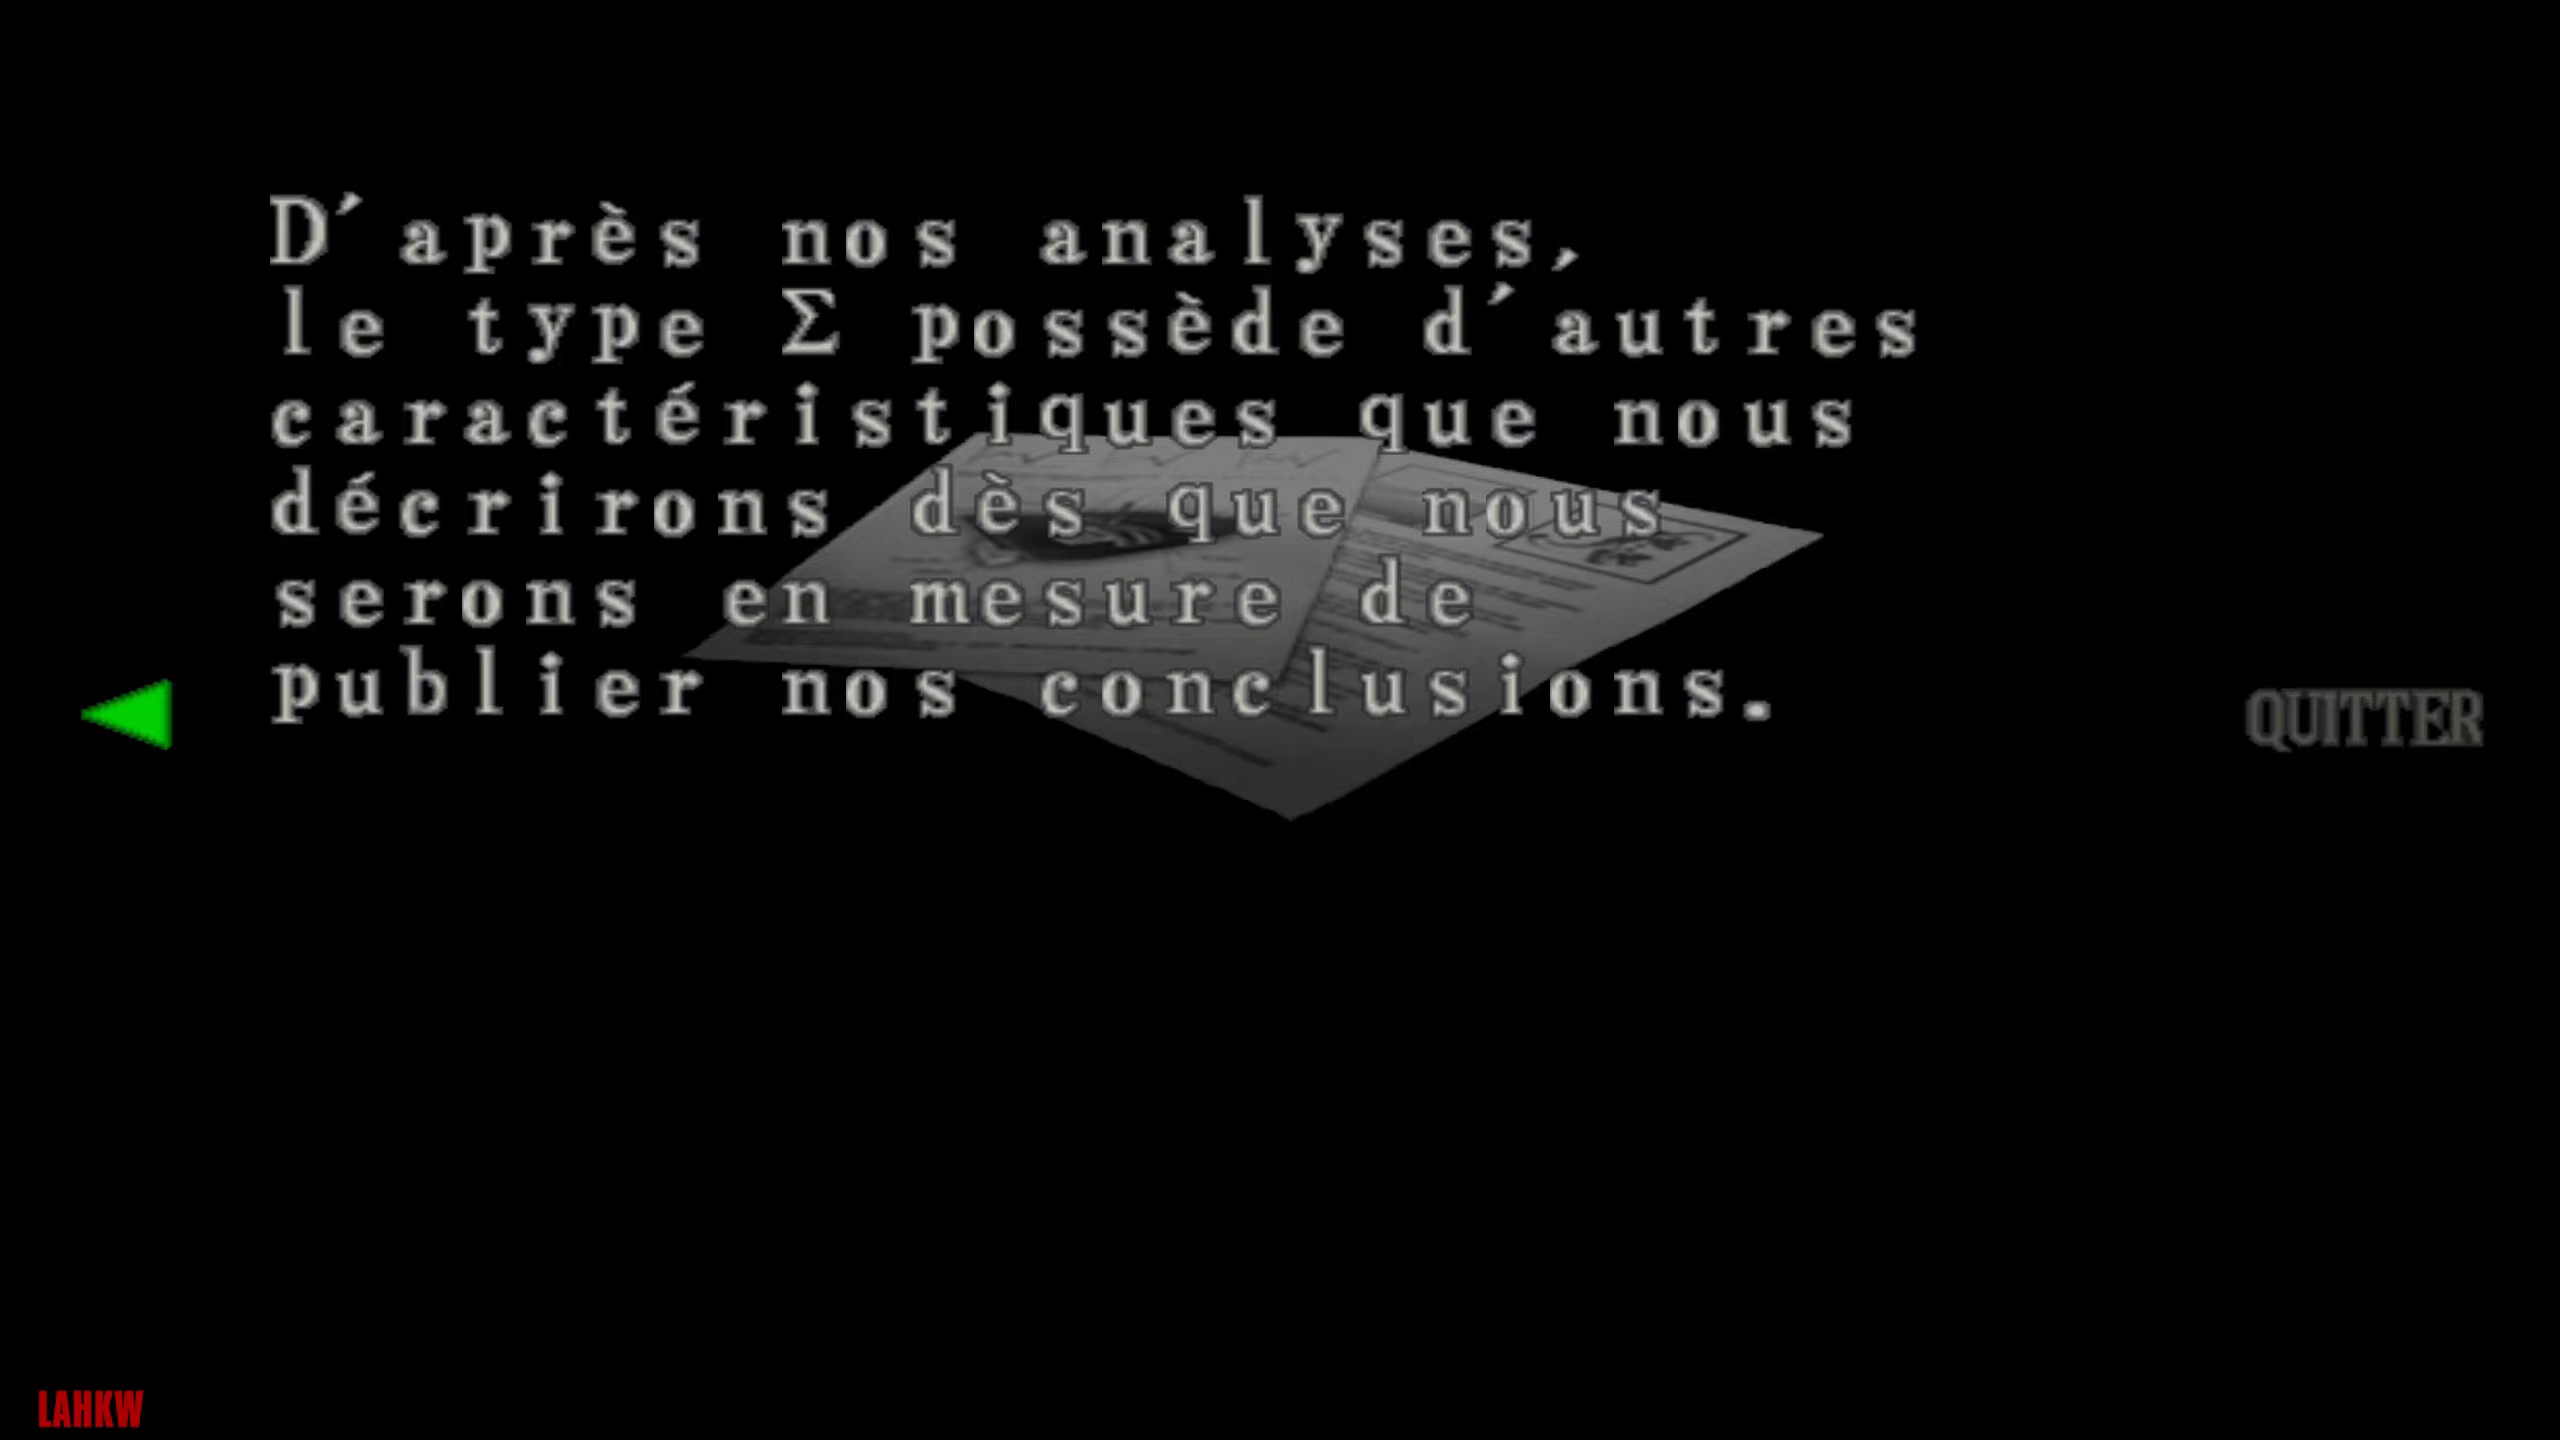 D'après nos analyses,
le type Σ possède d'autres
caractéristiques que nous
décrirons dès que nous
serons en mesure de
publier nos conclusions.
QUITTER
LAHKW